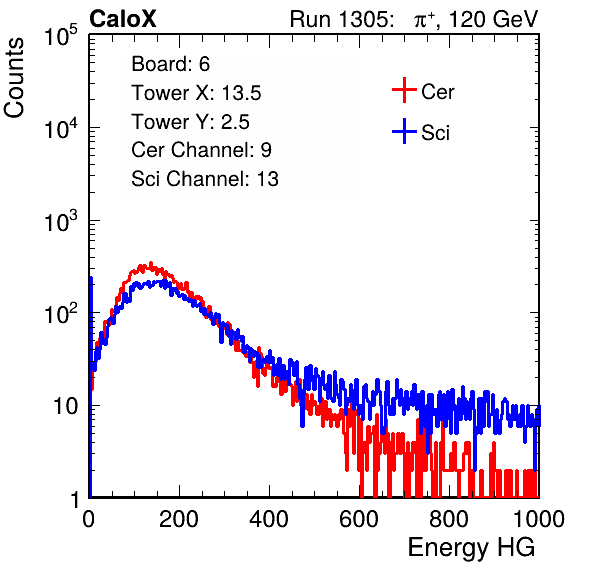 CaloX Run 1305: π⁺, 120 GeV
Counts
10⁵
10⁴
10³
10²
10
1
Board: 6
Tower X: 13.5
Tower Y: 2.5
Cer Channel: 9
Sci Channel: 13
Cer
Sci
0 200 400 600 800 1000
Energy HG